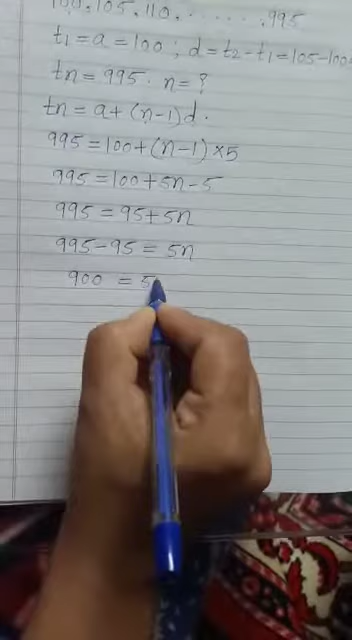 100, 105, 110, . . . . . . . . , 995
t₁ = a = 100 ; d = t₂ - t₁ = 105 - 100
tn = 995 . n = ?
tn = a + (n-1)d .
995 = 100 + (n-1) × 5
995 = 100 + 5n - 5
995 = 95 + 5n
995 - 95 = 5n
900 = 5